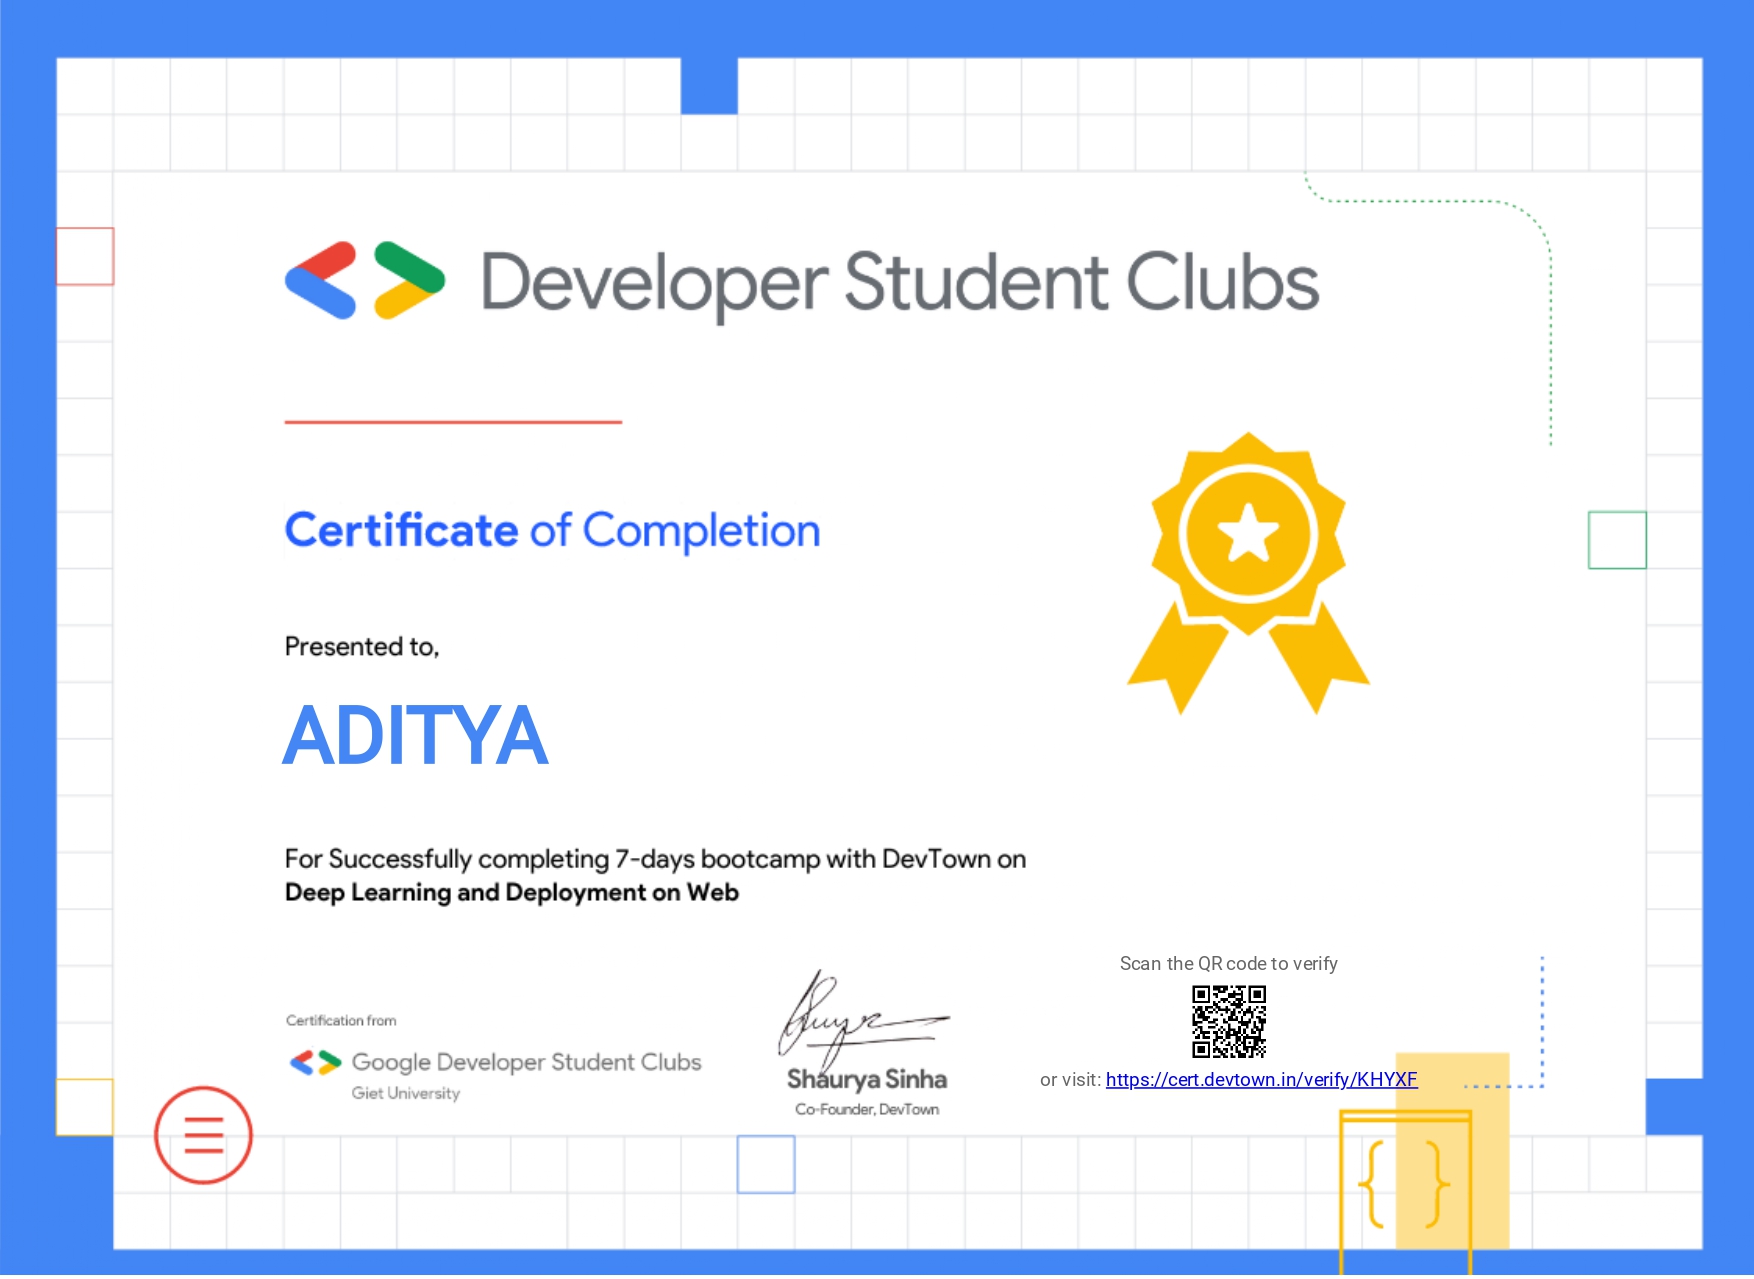 Developer Student Clubs
Certificate of Completion
Presented to,
ADITYA
For Successfully completing 7-days bootcamp with DevTown on
Deep Learning and Deployment on Web
Certification from
Google Developer Student Clubs
Giet University
Shaurya Sinha
Co-Founder, DevTown
Scan the QR code to verify
or visit: https://cert.devtown.in/verify/KHYXF
{ }